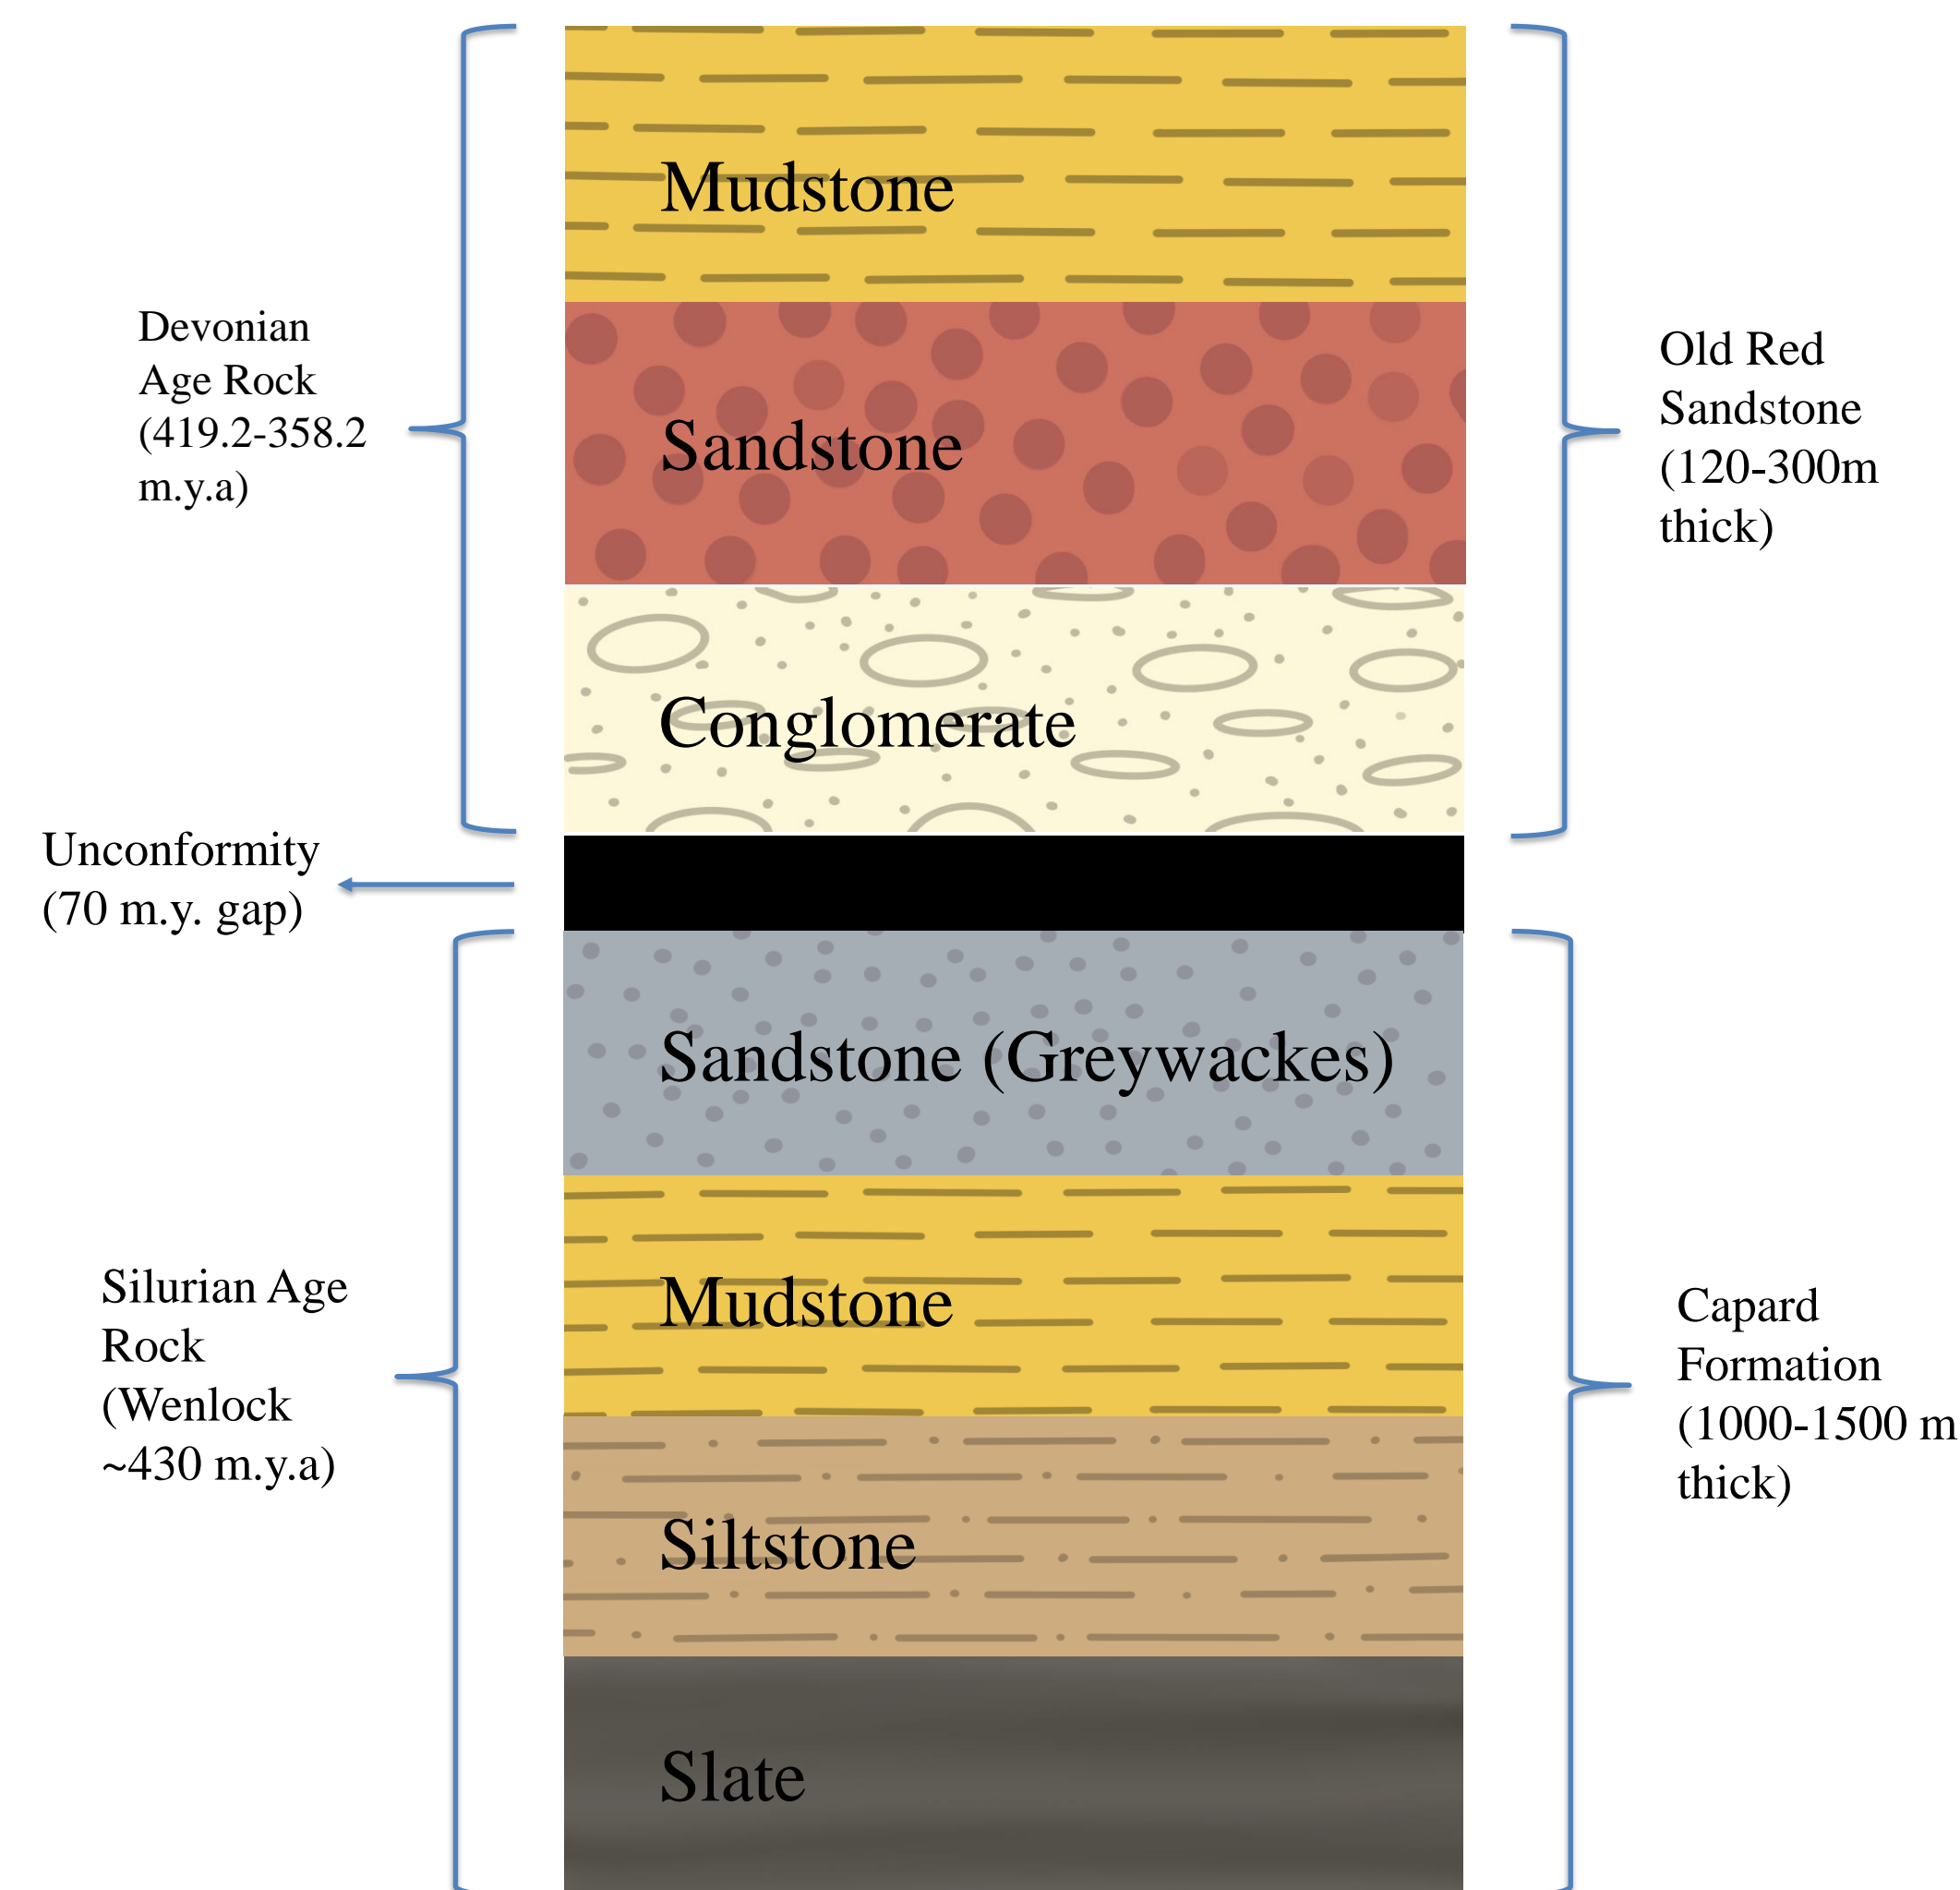 Mudstone
Devonian
Age Rock
(419.2-358.2
m.y.a)
Old Red
Sandstone
(120-300m
thick)
Sandstone
Conglomerate
Unconformity
(70 m.y. gap)
Sandstone (Greywackes)
Mudstone
Silurian Age
Rock
(Wenlock
~430 m.y.a)
Capard
Formation
(1000-1500 m
thick)
Siltstone
Slate